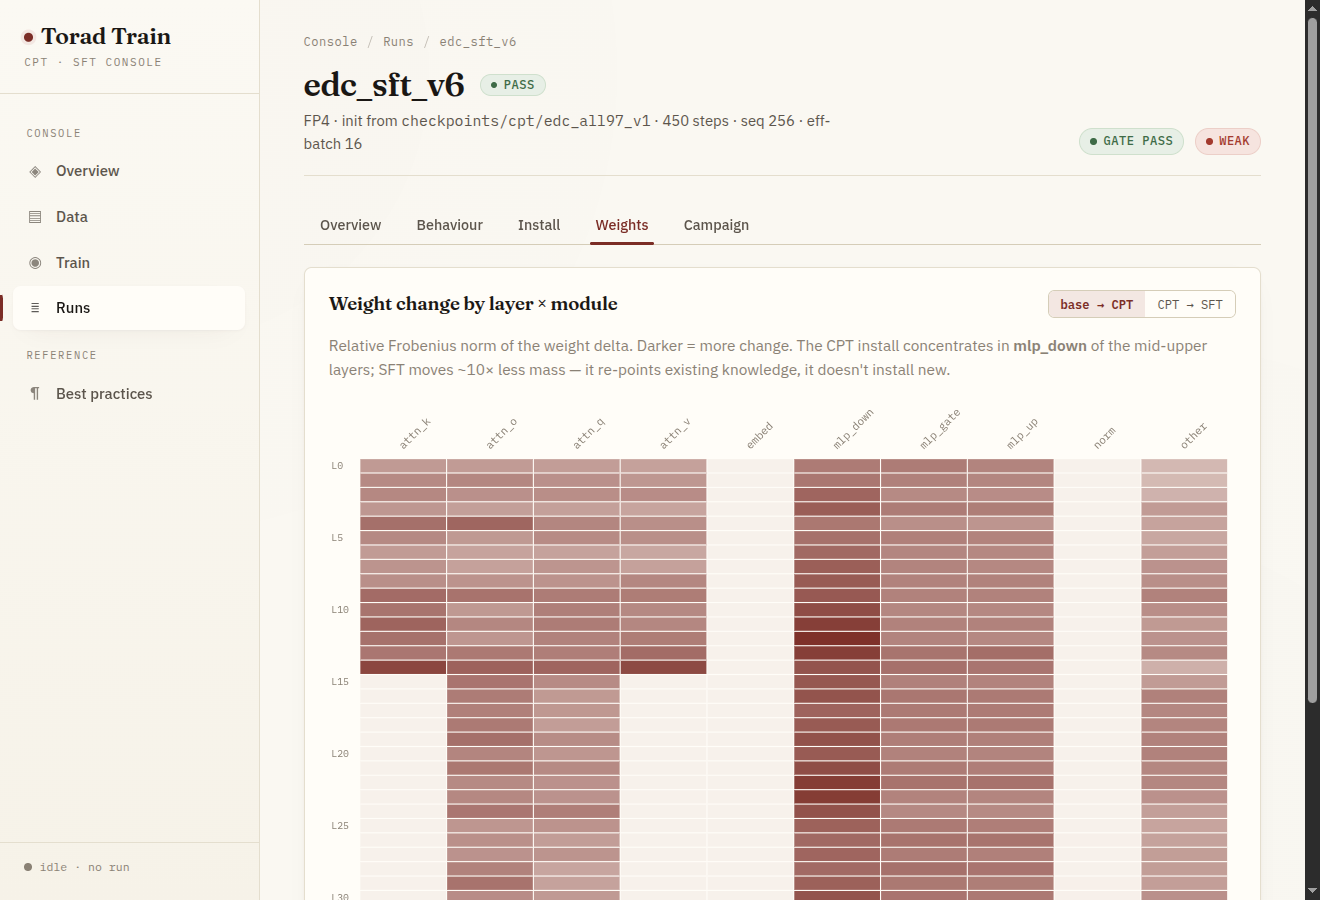 Torad Train
CPT · SFT CONSOLE
CONSOLE
◈ Overview
▤ Data
◉ Train
≣ Runs
REFERENCE
¶ Best practices
idle · no run
Console / Runs / edc_sft_v6
edc_sft_v6
PASS
FP4 · init from checkpoints/cpt/edc_all97_v1 · 450 steps · seq 256 · eff-
batch 16
GATE PASS
WEAK
Overview Behaviour Install Weights Campaign
Weight change by layer × module
base → CPT CPT → SFT
Relative Frobenius norm of the weight delta. Darker = more change. The CPT install concentrates in mlp_down of the mid-upper
layers; SFT moves ~10× less mass — it re-points existing knowledge, it doesn't install new.
attn_k attn_o attn_q attn_v embed mlp_down mlp_gate mlp_up norm other
L0
L5
L10
L15
L20
L25
L30